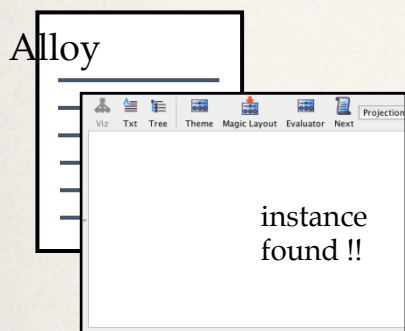 Alloy
Viz Txt Tree Theme Magic Layout Evaluator Next Projection
instance
found !!